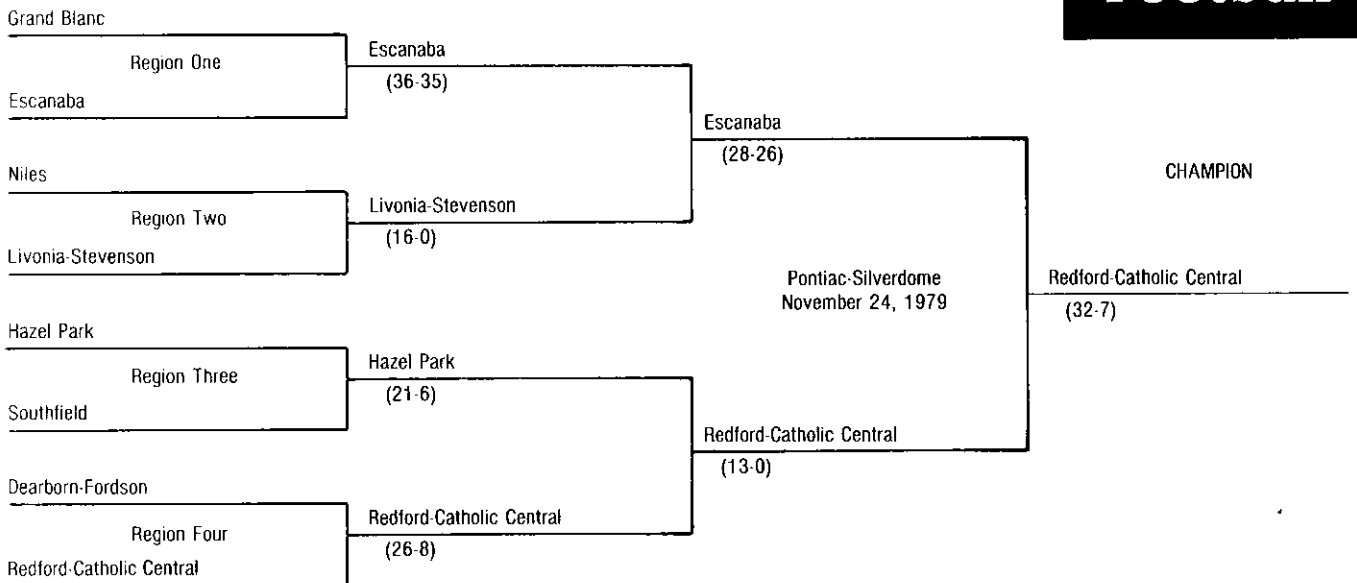 Football
Grand Blanc
Region One
Escanaba
Escanaba
(36-35)
Niles
Region Two
Livonia-Stevenson
Livonia-Stevenson
(16-0)
Escanaba
(28-26)
Hazel Park
Region Three
Southfield
Hazel Park
(21-6)
Dearborn-Fordson
Region Four
Redford-Catholic Central
Redford-Catholic Central
(26-8)
Redford-Catholic Central
(13-0)
Pontiac-Silverdome
November 24, 1979
CHAMPION
Redford-Catholic Central
(32-7)